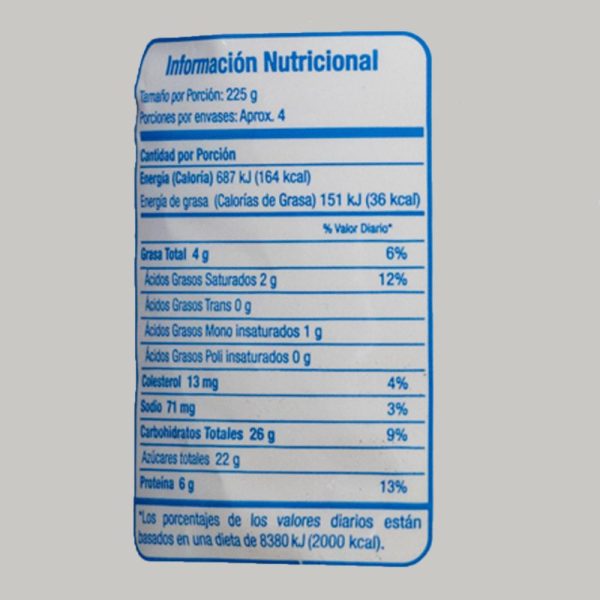 Información Nutricional
Tamaño por Porción: 225 g
Porciones por envases: Aprox. 4
Cantidad por Porción
Energía (Caloría) 687 kJ (164 kcal)
Energía de grasa (Calorías de Grasa) 151 kJ (36 kcal)
% Valor Diario*
Grasa Total 4 g 6%
Ácidos Grasos Saturados 2 g 12%
Ácidos Grasos Trans 0 g
Ácidos Grasos Mono insaturados 1 g
Ácidos Grasos Poli insaturados 0 g
Colesterol 13 mg 4%
Sodio 71 mg 3%
Carbohidratos Totales 26 g 9%
Azúcares totales 22 g
Proteina 6 g 13%
*Los porcentajes de los valores diarios están
basados en una dieta de 8380 kJ (2000 kcal).